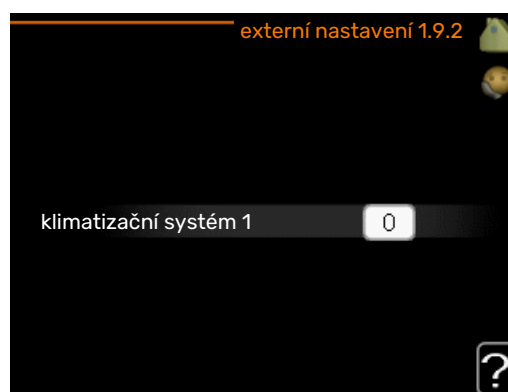 externí nastavení 1.9.2
klimatizační systém 1 0
?